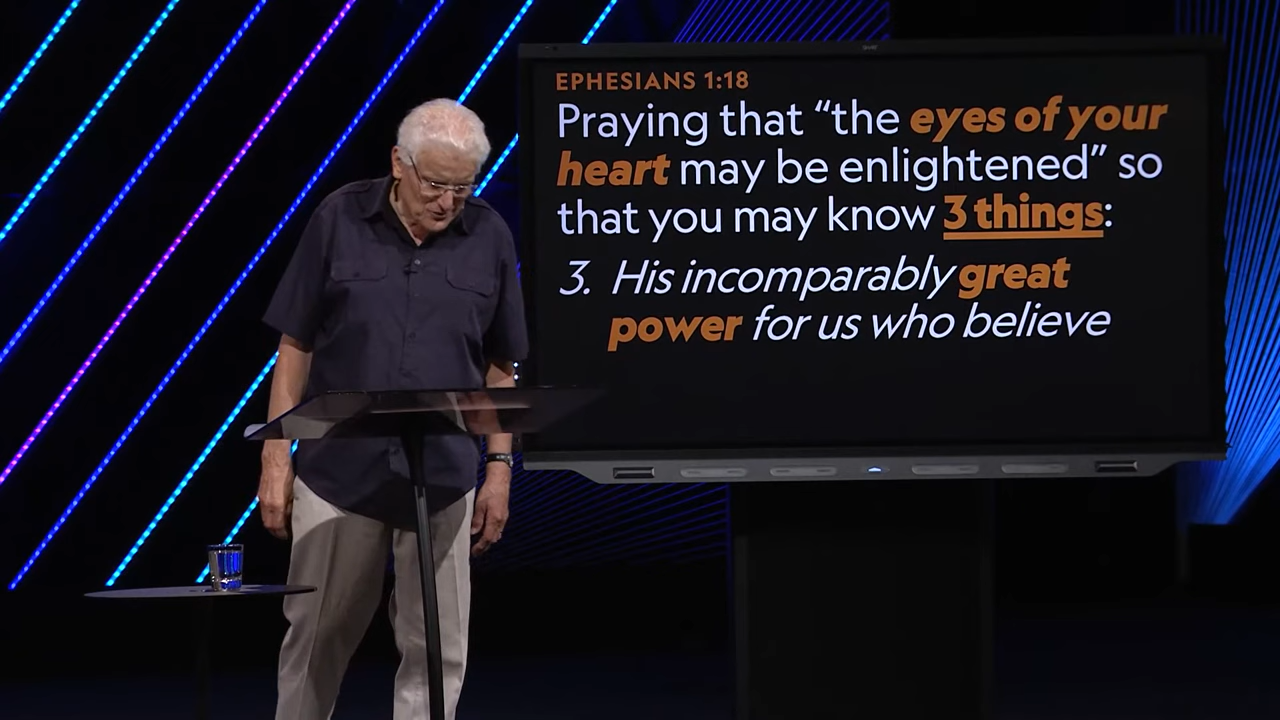 EPHESIANS 1:18
Praying that “the eyes of your
heart may be enlightened” so
that you may know 3 things:
3. His incomparably great
power for us who believe